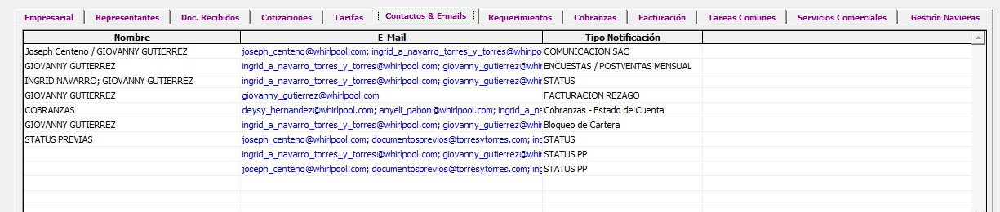 Empresarial Representantes Doc. Recibidos Cotizaciones Tarifas Contactos & E-mails Requerimientos Cobranzas Facturación Tareas Comunes Servicios Comerciales Gestión Navieras
Nombre E-Mail Tipo Notificación
Joseph Centeno / GIOVANNY GUTIERREZ joseph_centeno@whirlpool.com; ingrid_a_navarro_torres_y_torres@whirlpo COMUNICACION SAC
GIOVANNY GUTIERREZ ingrid_a_navarro_torres_y_torres@whirlpool.com; giovanny_gutierrez@whir ENCUESTAS / POSTVENTAS MENSUAL
INGRID NAVARRO; GIOVANNY GUTIERREZ ingrid_a_navarro_torres_y_torres@whirlpool.com; giovanny_gutierrez@whir STATUS
GIOVANNY GUTIERREZ giovanny_gutierrez@whirlpool.com FACTURACION REZAGO
COBRANZAS deysy_hernandez@whirlpool.com; anyeli_pabon@whirlpool.com; ingrid_a_na Cobranzas - Estado de Cuenta
GIOVANNY GUTIERREZ ingrid_a_navarro_torres_y_torres@whirlpool.com; giovanny_gutierrez@whir Bloqueo de Cartera
STATUS PREVIAS joseph_centeno@whirlpool.com; documentosprevios@torresytorres.com; ing STATUS
ingrid_a_navarro_torres_y_torres@whirlpool.com; giovanny_gutierrez@whir STATUS PP
joseph_centeno@whirlpool.com; documentosprevios@torresytorres.com; ing STATUS PP